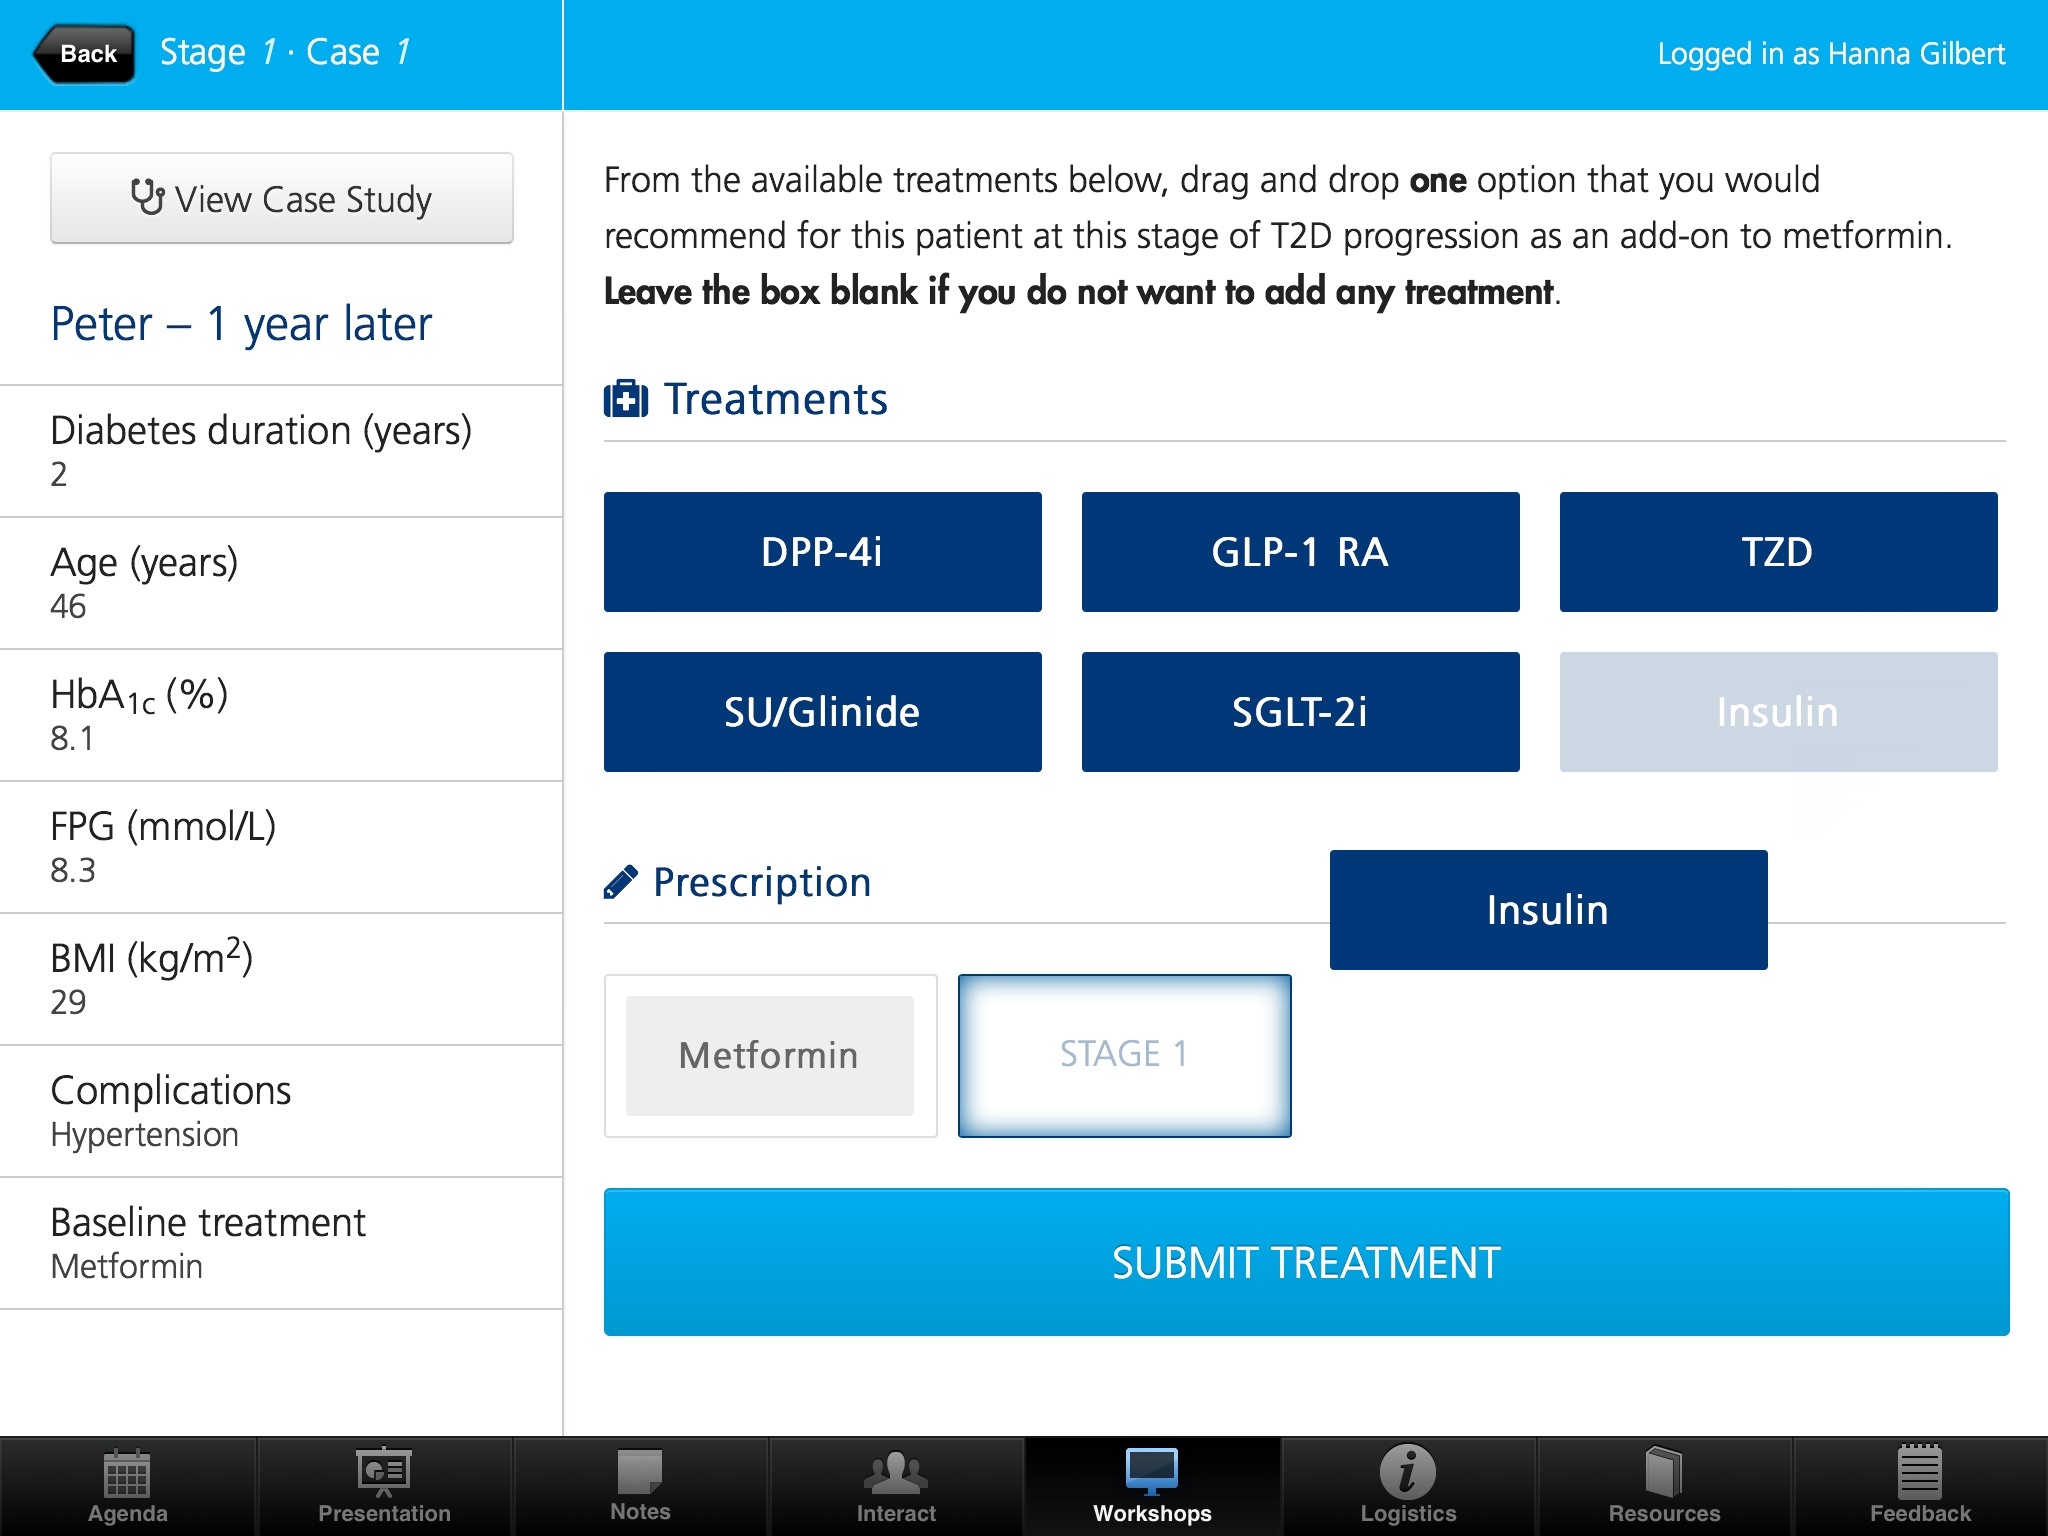 Back
Stage 1 · Case 1
Logged in as Hanna Gilbert
View Case Study
Peter – 1 year later
Diabetes duration (years)
2
Age (years)
46
HbA1c (%)
8.1
FPG (mmol/L)
8.3
BMI (kg/m²)
29
Complications
Hypertension
Baseline treatment
Metformin
From the available treatments below, drag and drop one option that you would
recommend for this patient at this stage of T2D progression as an add-on to metformin.
Leave the box blank if you do not want to add any treatment.
Treatments
DPP-4i
GLP-1 RA
TZD
SU/Glinide
SGLT-2i
Insulin
Prescription
Insulin
Metformin
STAGE 1
SUBMIT TREATMENT
Agenda
Presentation
Notes
Interact
Workshops
Logistics
Resources
Feedback